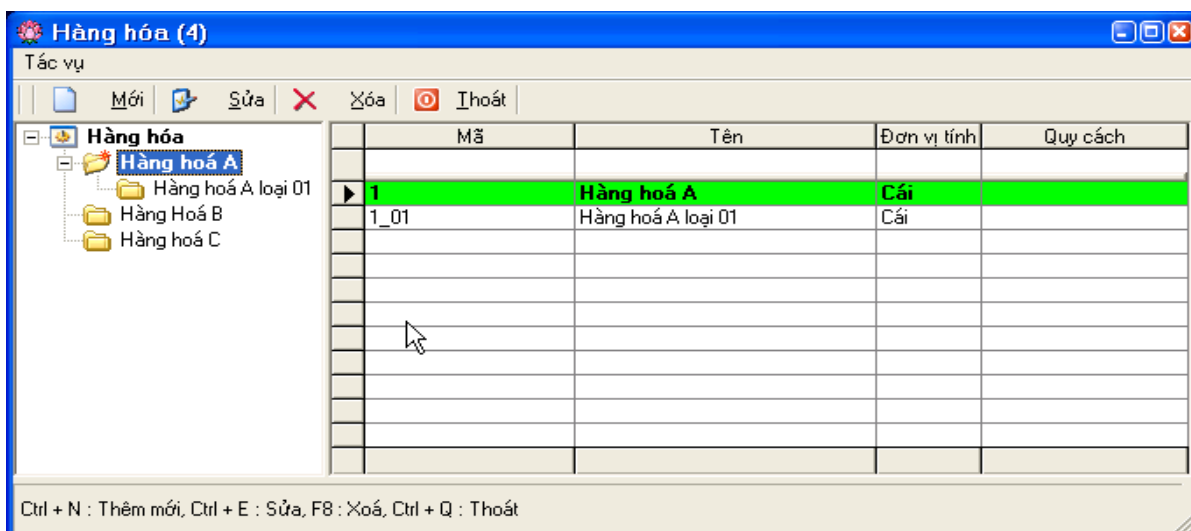 Hàng hóa (4)
Tác vụ
Mới Sửa Xóa Thoát
Hàng hóa
Hàng hoá A
Hàng hoá A loại 01
Hàng Hoá B
Hàng hoá C
Mã Tên Đơn vị tính Quy cách
1 Hàng hoá A Cái
1_01 Hàng hoá A loại 01 Cái
Ctrl + N : Thêm mới, Ctrl + E : Sửa, F8 : Xoá, Ctrl + Q : Thoát